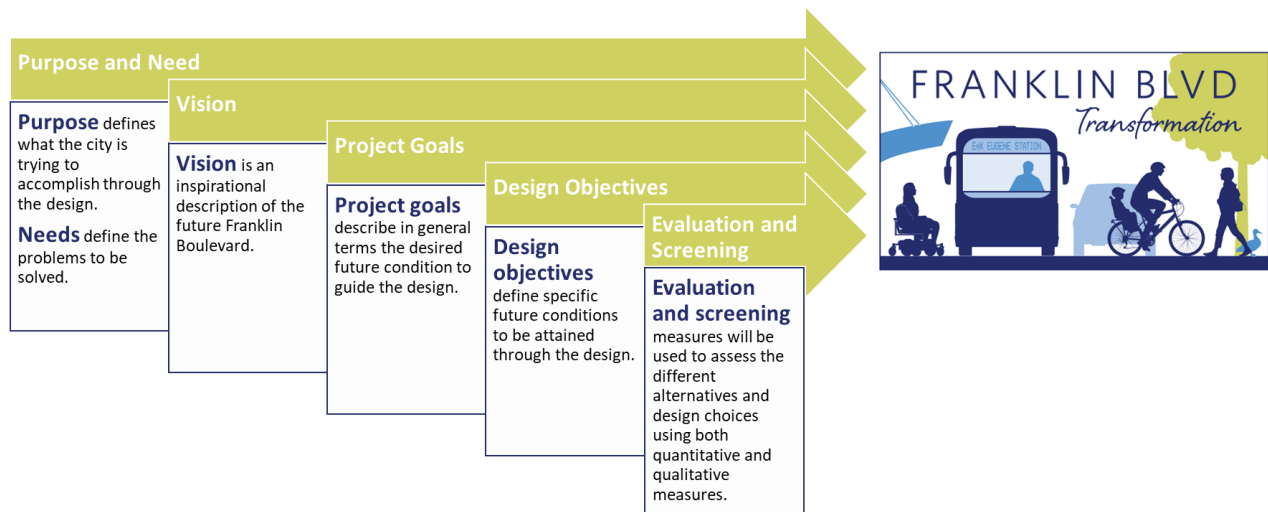 Purpose and Need
Purpose defines
what the city is
trying to
accomplish through
the design.
Needs define the
problems to be
solved.
Vision
Vision is an
inspirational
description of the
future Franklin
Boulevard.
Project Goals
Project goals
describe in general
terms the desired
future condition to
guide the design.
Design Objectives
Design
objectives
define specific
future conditions
to be attained
through the design.
Evaluation and
Screening
Evaluation
and screening
measures will be
used to assess the
different
alternatives and
design choices
using both
quantitative and
qualitative
measures.
FRANKLIN BLVD
Transformation
EmX EUGENE STATION